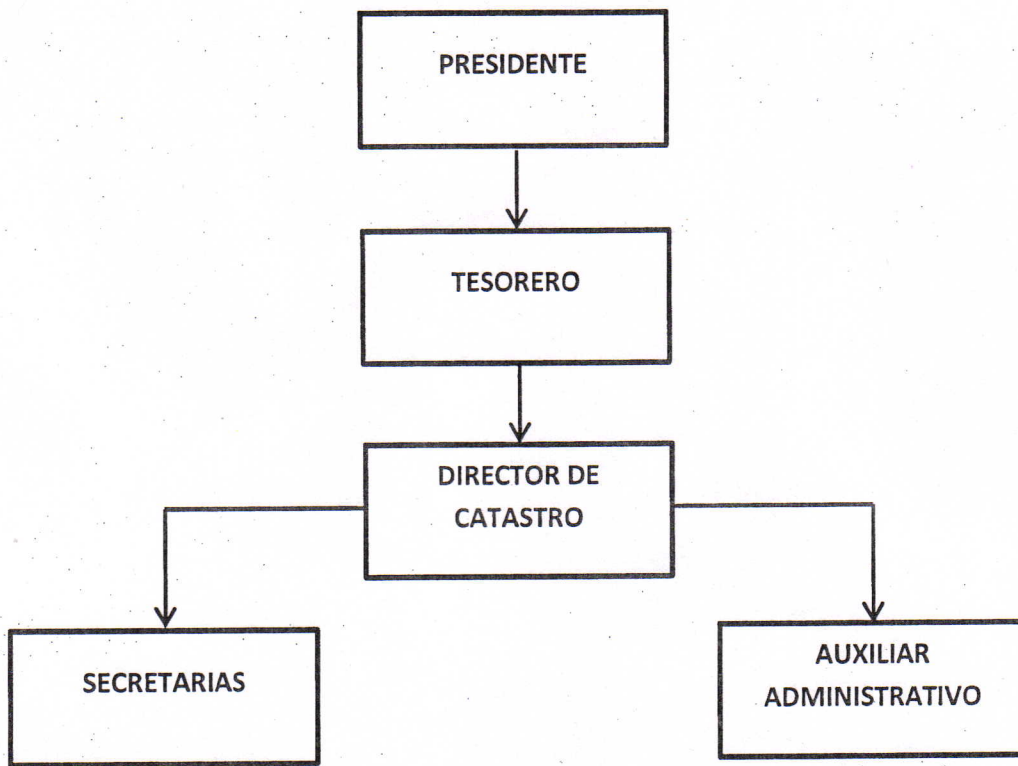 PRESIDENTE
TESORERO
DIRECTOR DE
CATASTRO
SECRETARIAS
AUXILIAR
ADMINISTRATIVO